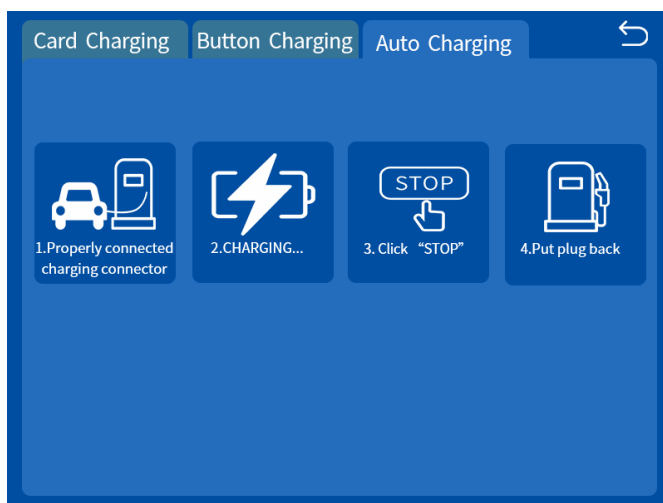 Card Charging
Button Charging
Auto Charging
1.Properly connected
charging connector
2.CHARGING...
STOP
3. Click “STOP”
4.Put plug back